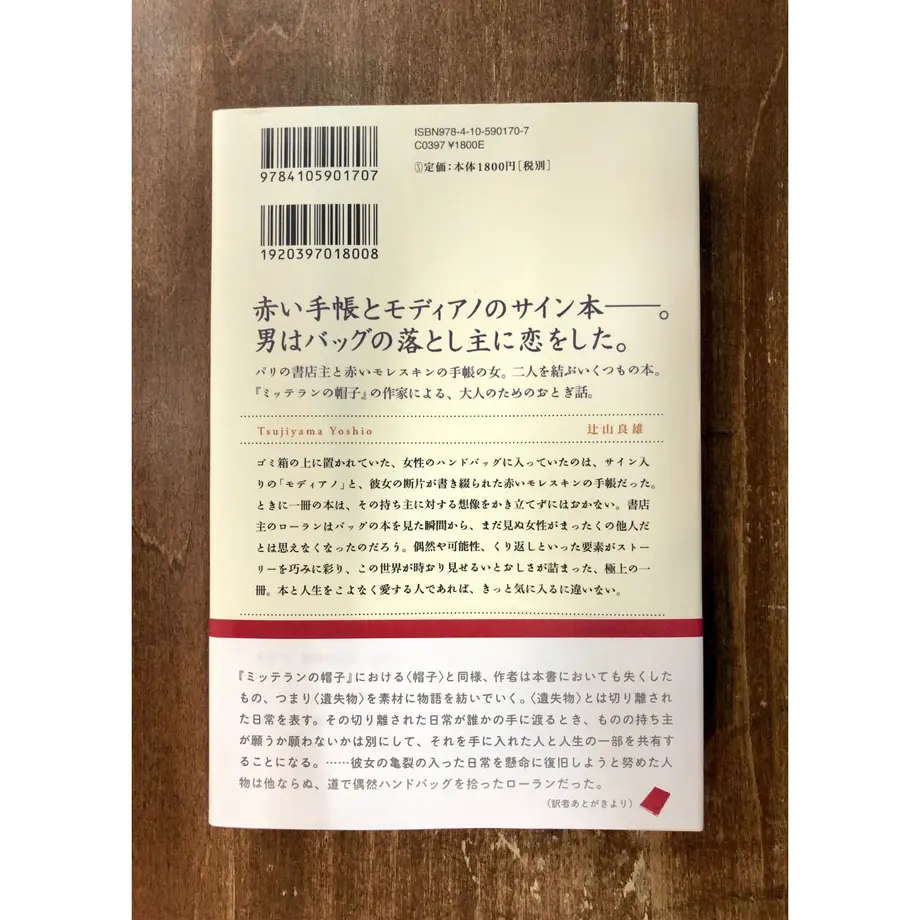 ISBN978-4-10-590170-7
C0397 ¥1800E
9784105901707
Ⓢ定価：本体1800円[税別]
1920397018008
赤い手帳とモディアノのサイン本――。
男はバッグの落とし主に恋をした。
パリの書店主と赤いモレスキンの手帳の女。二人を結ぶいくつもの本。
『ミッテランの帽子』の作家による、大人のためのおとぎ話。
Tsujiyama Yoshio 辻山良雄
ゴミ箱の上に置かれていた、女性のハンドバッグに入っていたのは、サイン入
りの「モディアノ」と、彼女の断片が書き綴られた赤いモレスキンの手帳だった。
ときに一冊の本は、その持ち主に対する想像をかき立てずにはおかない。書店
主のローランはバッグの本を見た瞬間から、まだ見ぬ女性がまったくの他人だ
とは思えなくなったのだろう。偶然や可能性、くり返しといった要素がストー
リーを巧みに彩り、この世界が時おり見せるいとおしさが詰まった、極上の一
冊。本と人生をこよなく愛する人であれば、きっと気に入るに違いない。
『ミッテランの帽子』における〈帽子〉と同様、作者は本書においても失くした
もの、つまり〈遺失物〉を素材に物語を紡いでいく。〈遺失物〉とは切り離され
た日常を表す。その切り離された日常が誰かの手に渡るとき、ものの持ち主
が願うか願わないかは別にして、それを手に入れた人と人生の一部を共有す
ることになる。……彼女の亀裂の入った日常を懸命に復旧しようと努めた人
物は他ならぬ、道で偶然ハンドバッグを拾ったローランだった。
（訳者あとがきより）